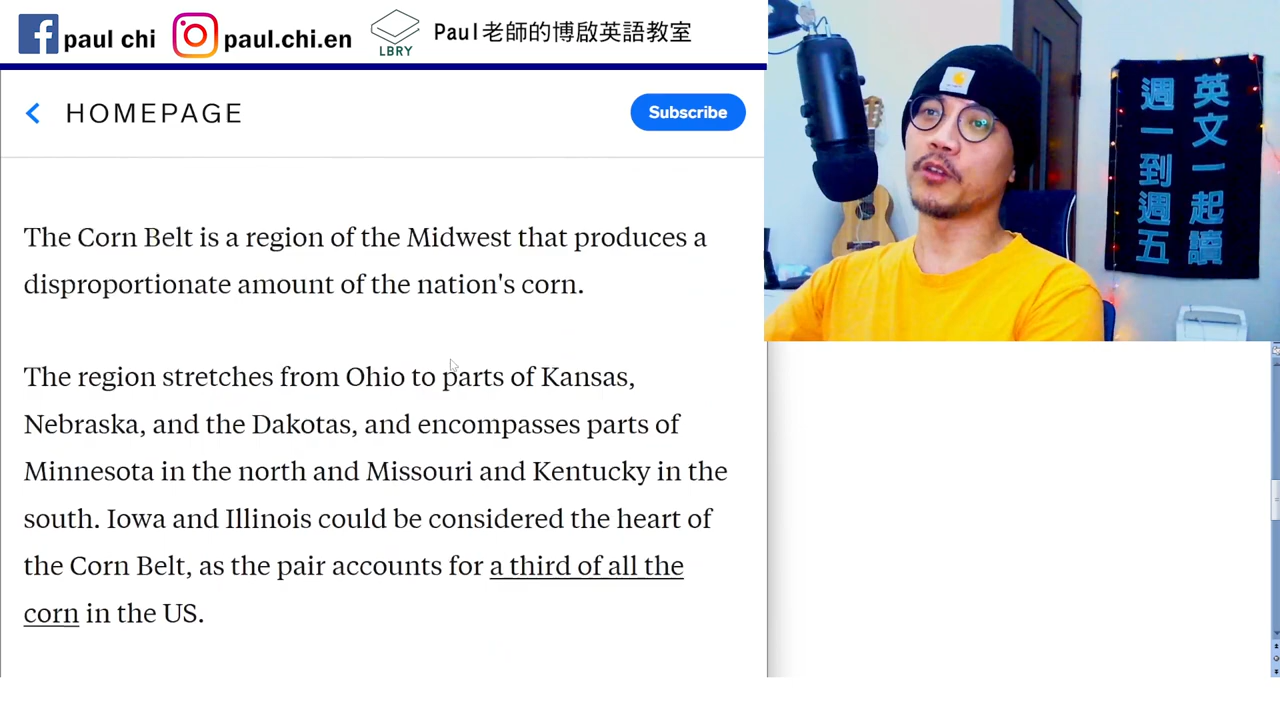 paul chi
paul.chi.en
LBRY
Paul老師的博啟英語教室
HOMEPAGE
Subscribe
The Corn Belt is a region of the Midwest that produces a
disproportionate amount of the nation's corn.
The region stretches from Ohio to parts of Kansas,
Nebraska, and the Dakotas, and encompasses parts of
Minnesota in the north and Missouri and Kentucky in the
south. Iowa and Illinois could be considered the heart of
the Corn Belt, as the pair accounts for a third of all the
corn in the US.
英文一起讀
週一到週五